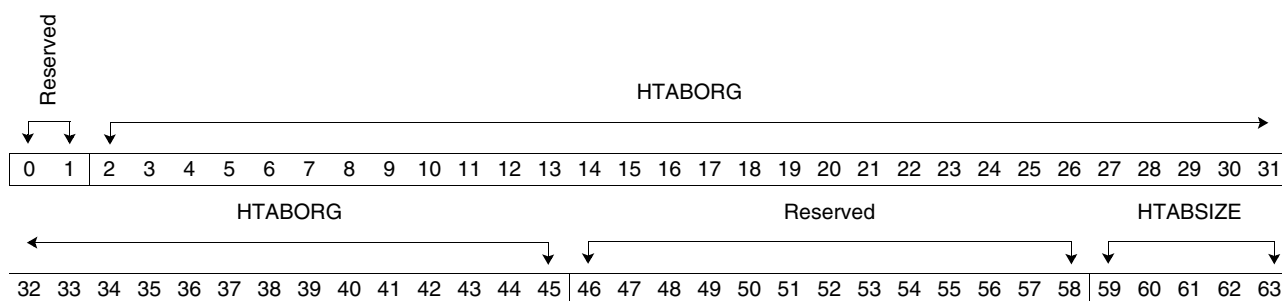 Reserved
HTABORG
0 1 2 3 4 5 6 7 8 9 10 11 12 13 14 15 16 17 18 19 20 21 22 23 24 25 26 27 28 29 30 31
HTABORG Reserved HTABSIZE
32 33 34 35 36 37 38 39 40 41 42 43 44 45 46 47 48 49 50 51 52 53 54 55 56 57 58 59 60 61 62 63